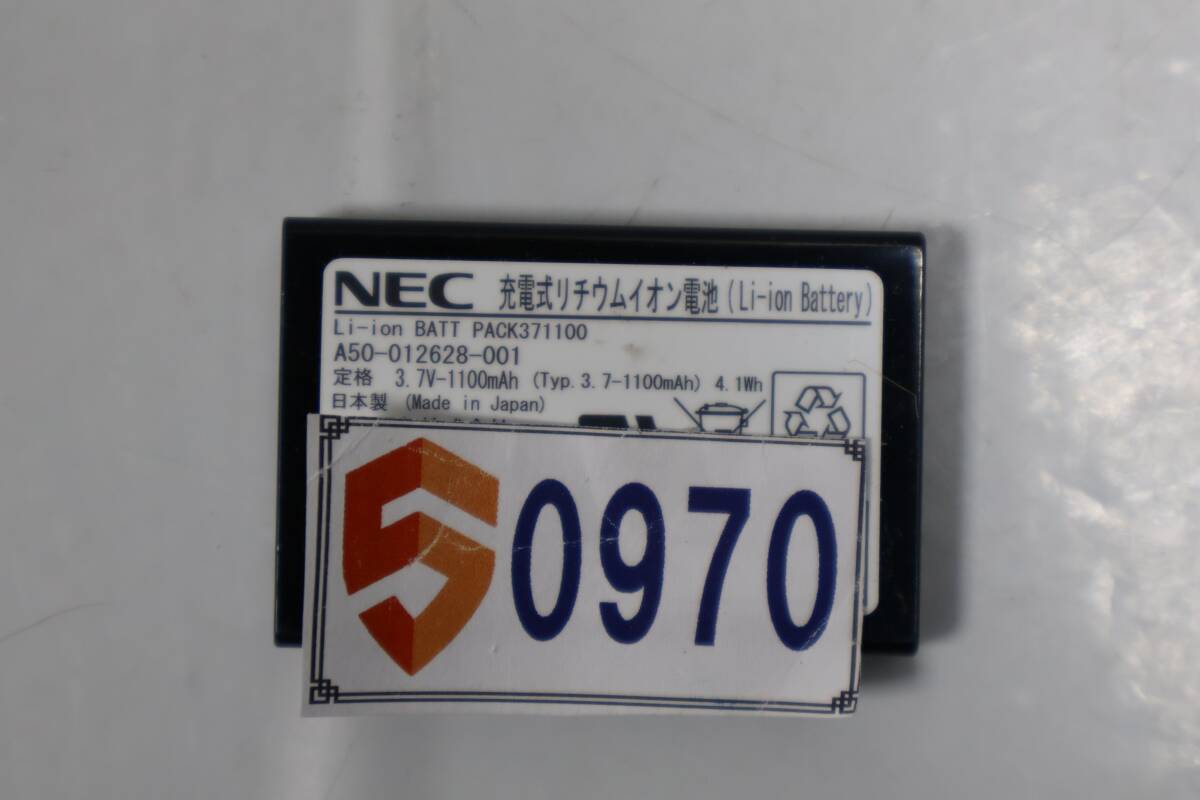 NEC 充電式リチウムイオン電池(Li-ion Battery)
Li-ion BATT PACK371100
A50-012628-001
定格 3.7V-1100mAh (Typ.3.7-1100mAh) 4.1Wh
日本製 (Made in Japan)
0970